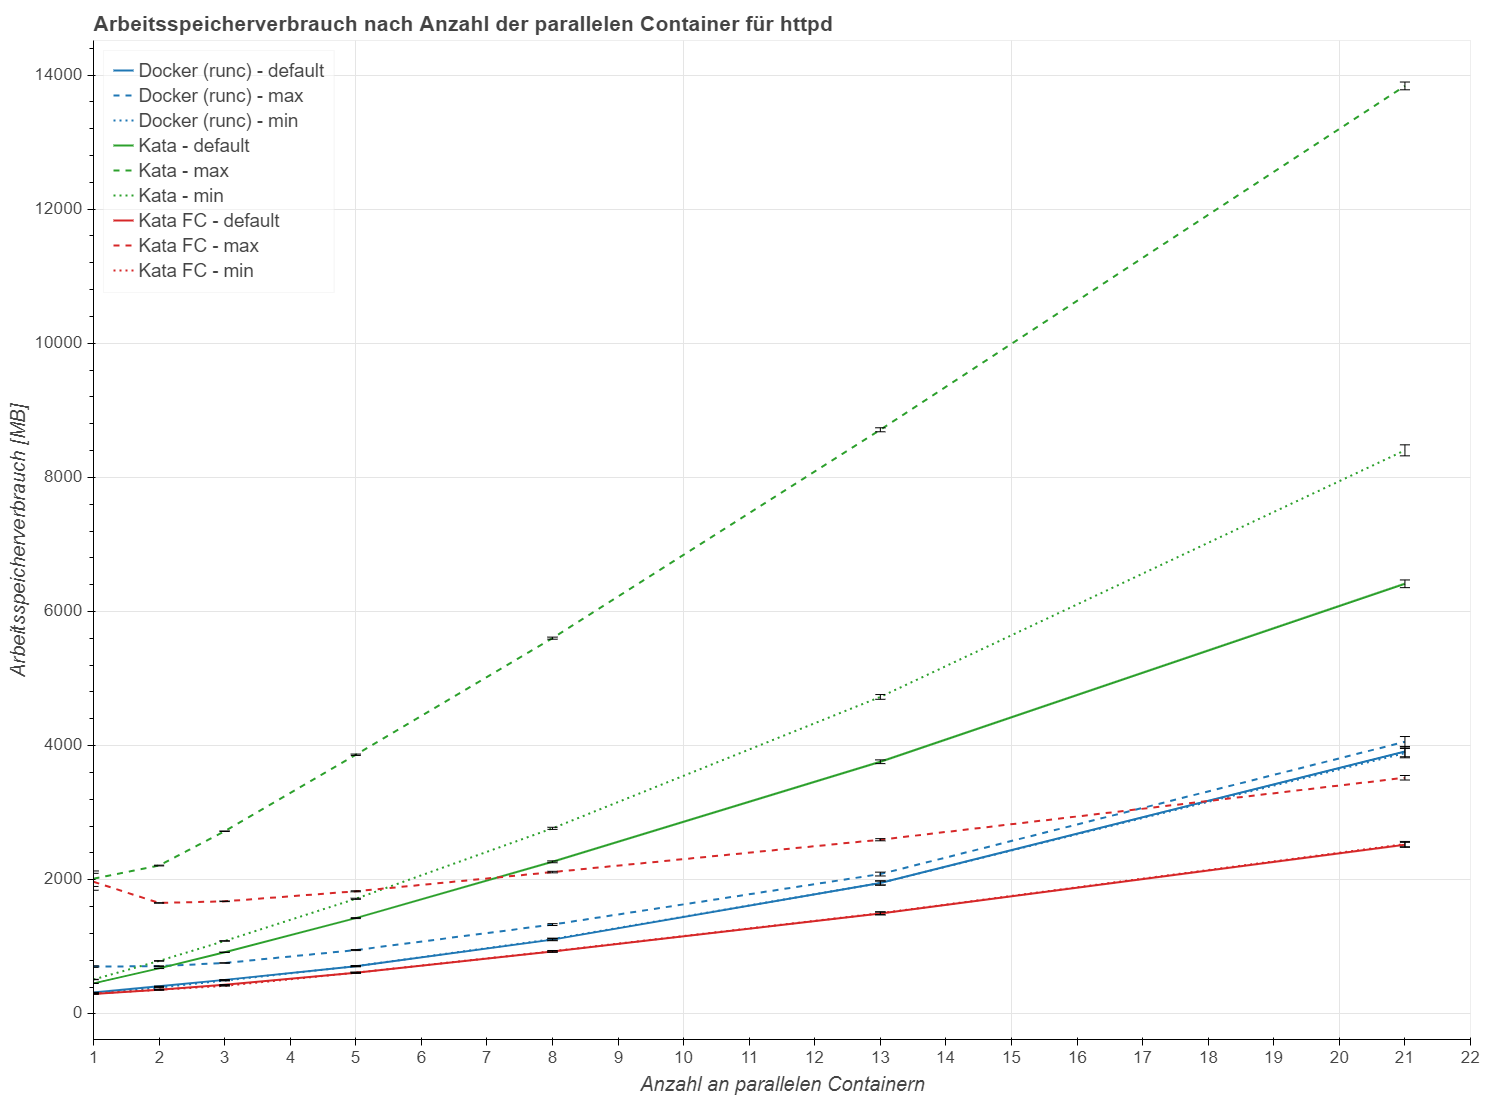 Arbeitsspeicherverbrauch nach Anzahl der parallelen Container für httpd
Docker (runc) - default
Docker (runc) - max
Docker (runc) - min
Kata - default
Kata - max
Kata - min
Kata FC - default
Kata FC - max
Kata FC - min
14000
12000
10000
8000
6000
4000
2000
0
Arbeitsspeicherverbrauch [MB]
1 2 3 4 5 6 7 8 9 10 11 12 13 14 15 16 17 18 19 20 21 22
Anzahl an parallelen Containern